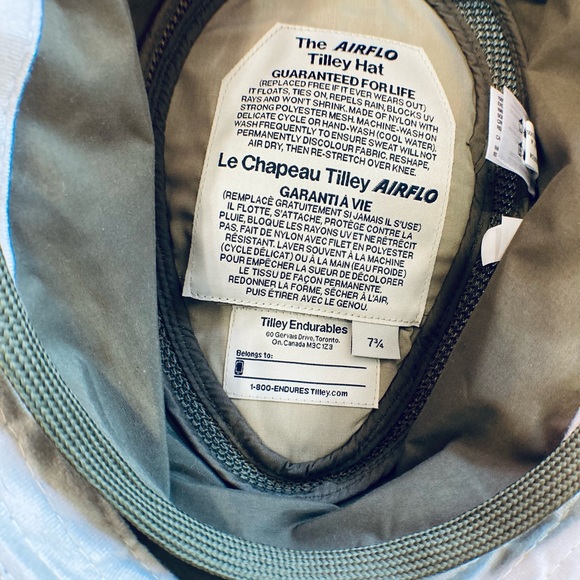 The AIRFLO
Tilley Hat
GUARANTEED FOR LIFE
(REPLACED FREE IF IT EVER WEARS OUT)
IT FLOATS, TIES ON, REPELS RAIN, BLOCKS UV
RAYS AND WON'T SHRINK. MADE OF NYLON WITH
STRONG POLYESTER MESH. MACHINE-WASH ON
DELICATE CYCLE OR HAND-WASH (COOL WATER).
WASH FREQUENTLY TO ENSURE SWEAT WILL NOT
PERMANENTLY DISCOLOUR FABRIC. RESHAPE,
AIR DRY, THEN RE-STRETCH OVER KNEE.
Le Chapeau Tilley AIRFLO
GARANTI À VIE
(REMPLACÈ GRATUITEMENT SI JAMAIS IL S'USE)
IL FLOTTE, S'ATTACHE, PROTÈGE CONTRE LA
PLUIE, BLOQUE LES RAYONS UV ET NE RÉTRÉCIT
PAS, FAIT DE NYLON AVEC FILET EN POLYESTER
RÉSISTANT. LAVER SOUVENT À LA MACHINE
(CYCLE DÉLICAT) OU À LA MAIN (EAU FROIDE)
POUR EMPÊCHER LA SUEUR DE DÉCOLORER
LE TISSU DE FAÇON PERMANENTE.
REDONNER LA FORME, SÉCHER À L'AIR,
PUIS ÉTIRER AVEC LE GENOU.
Tilley Endurables
60 Gervais Drive, Toronto,
On. Canada M3C 1Z3
7¾
Belongs to:
1-800-ENDURES Tilley.com